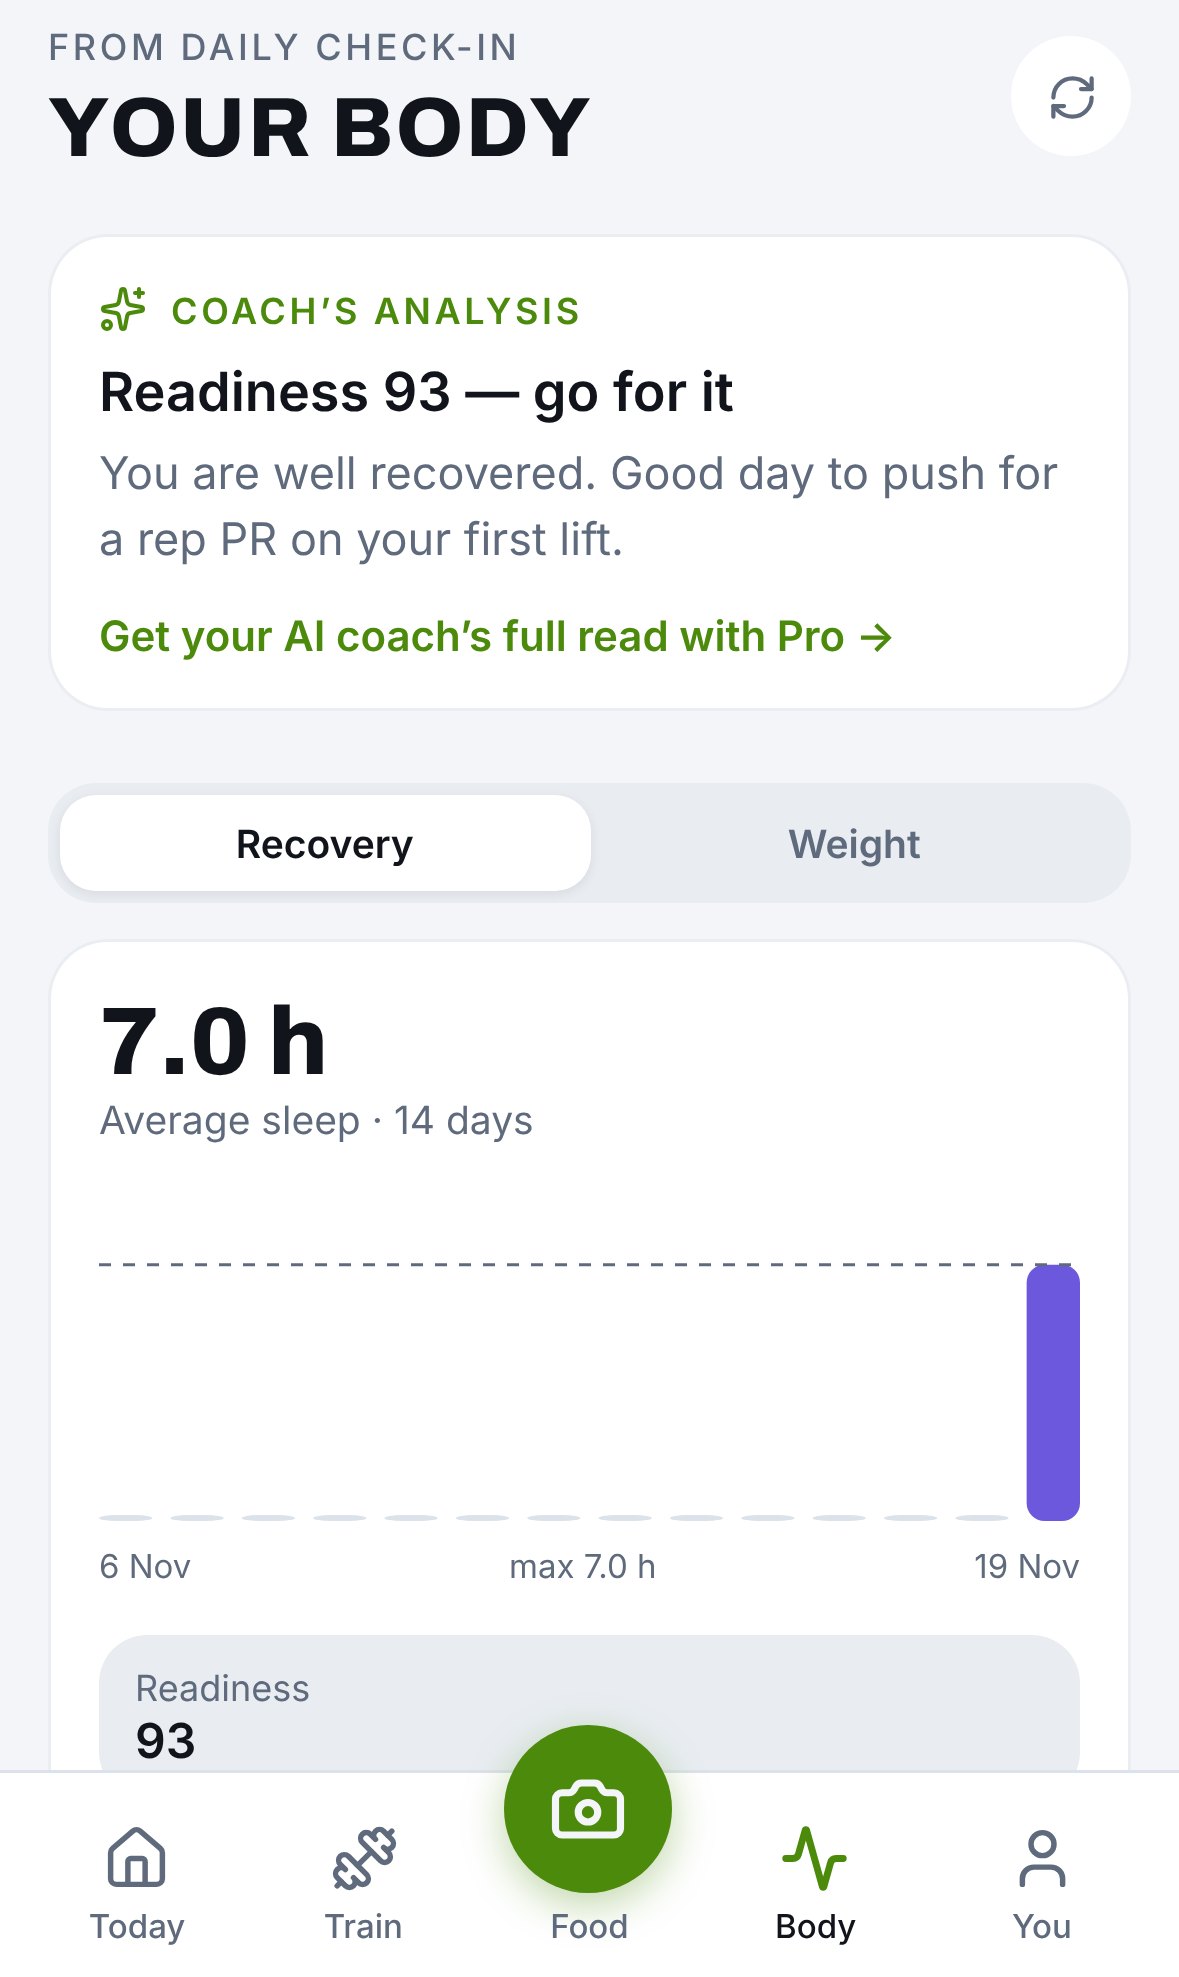 FROM DAILY CHECK-IN
YOUR BODY
COACH’S ANALYSIS
Readiness 93 — go for it
You are well recovered. Good day to push for
a rep PR on your first lift.
Get your AI coach’s full read with Pro →
Recovery
Weight
7.0 h
Average sleep · 14 days
6 Nov
max 7.0 h
19 Nov
Readiness
93
Today
Train
Food
Body
You